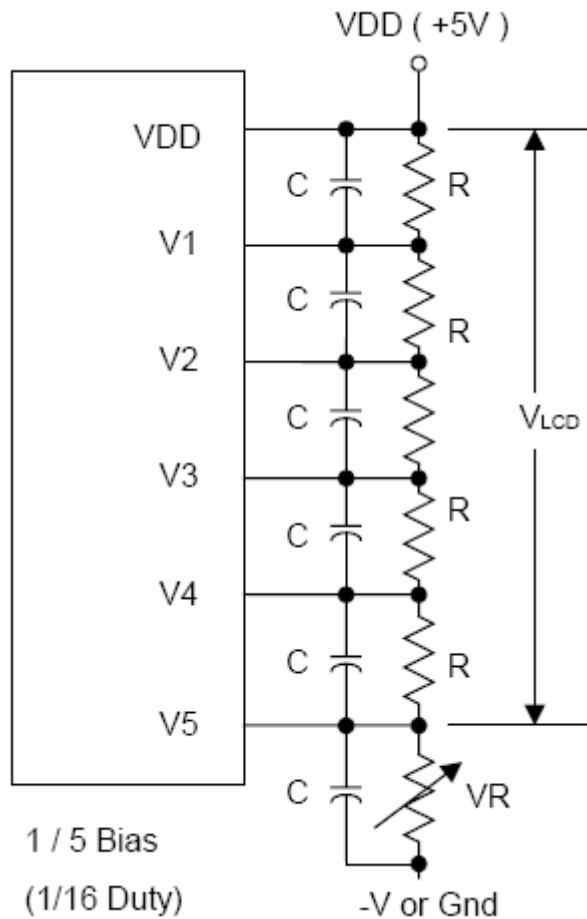 VDD ( +5V )
VDD
C
R
V1
C
R
V2
C
VLCD
V3
C
R
V4
C
R
V5
C
VR
1 / 5 Bias
(1/16 Duty)
-V or Gnd